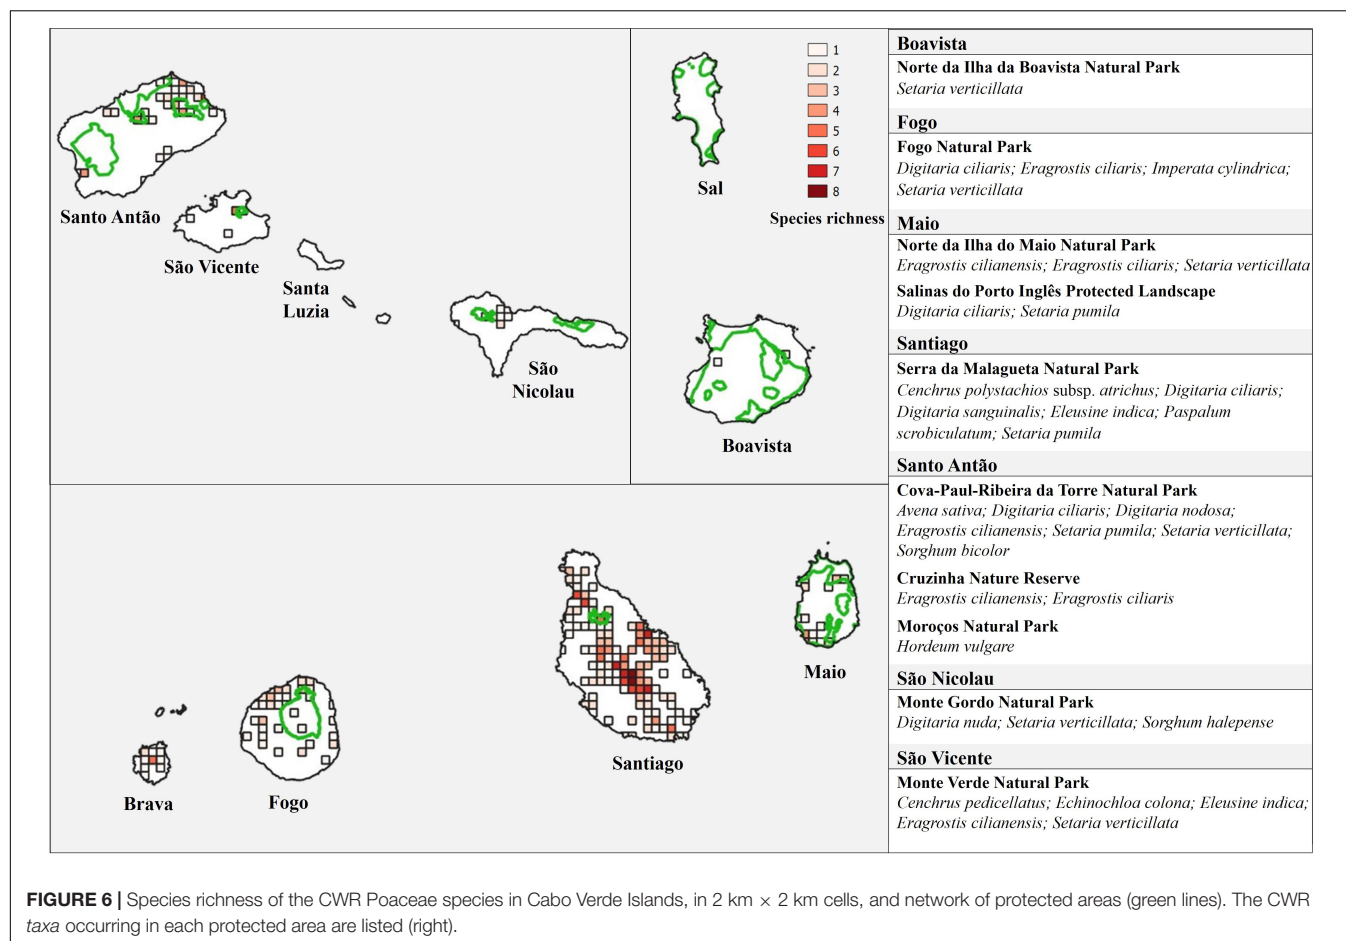 Santo Antão
São Vicente
Santa
Luzia
São
Nicolau
Sal
1
2
3
4
5
6
7
8
Species richness
Boavista
Brava
Fogo
Santiago
Maio
Boavista
Norte da Ilha da Boavista Natural Park
Setaria verticillata
Fogo
Fogo Natural Park
Digitaria ciliaris; Eragrostis ciliaris; Imperata cylindrica;
Setaria verticillata
Maio
Norte da Ilha do Maio Natural Park
Eragrostis cilianensis; Eragrostis ciliaris; Setaria verticillata
Salinas do Porto Inglês Protected Landscape
Digitaria ciliaris; Setaria pumila
Santiago
Serra da Malagueta Natural Park
Cenchrus polystachios subsp. atrichus; Digitaria ciliaris;
Digitaria sanguinalis; Eleusine indica; Paspalum
scrobiculatum; Setaria pumila
Santo Antão
Cova-Paul-Ribeira da Torre Natural Park
Avena sativa; Digitaria ciliaris; Digitaria nodosa;
Eragrostis cilianensis; Setaria pumila; Setaria verticillata;
Sorghum bicolor
Cruzinha Nature Reserve
Eragrostis cilianensis; Eragrostis ciliaris
Moroços Natural Park
Hordeum vulgare
São Nicolau
Monte Gordo Natural Park
Digitaria nuda; Setaria verticillata; Sorghum halepense
São Vicente
Monte Verde Natural Park
Cenchrus pedicellatus; Echinochloa colona; Eleusine indica;
Eragrostis cilianensis; Setaria verticillata
FIGURE 6 | Species richness of the CWR Poaceae species in Cabo Verde Islands, in 2 km × 2 km cells, and network of protected areas (green lines). The CWR
taxa occurring in each protected area are listed (right).